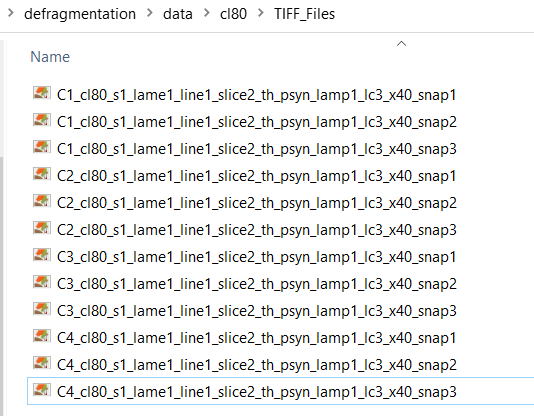 defragmentation > data > cl80 > TIFF_Files
Name
C1_cl80_s1_lame1_line1_slice2_th_psyn_lamp1_lc3_x40_snap1
C1_cl80_s1_lame1_line1_slice2_th_psyn_lamp1_lc3_x40_snap2
C1_cl80_s1_lame1_line1_slice2_th_psyn_lamp1_lc3_x40_snap3
C2_cl80_s1_lame1_line1_slice2_th_psyn_lamp1_lc3_x40_snap1
C2_cl80_s1_lame1_line1_slice2_th_psyn_lamp1_lc3_x40_snap2
C2_cl80_s1_lame1_line1_slice2_th_psyn_lamp1_lc3_x40_snap3
C3_cl80_s1_lame1_line1_slice2_th_psyn_lamp1_lc3_x40_snap1
C3_cl80_s1_lame1_line1_slice2_th_psyn_lamp1_lc3_x40_snap2
C3_cl80_s1_lame1_line1_slice2_th_psyn_lamp1_lc3_x40_snap3
C4_cl80_s1_lame1_line1_slice2_th_psyn_lamp1_lc3_x40_snap1
C4_cl80_s1_lame1_line1_slice2_th_psyn_lamp1_lc3_x40_snap2
C4_cl80_s1_lame1_line1_slice2_th_psyn_lamp1_lc3_x40_snap3